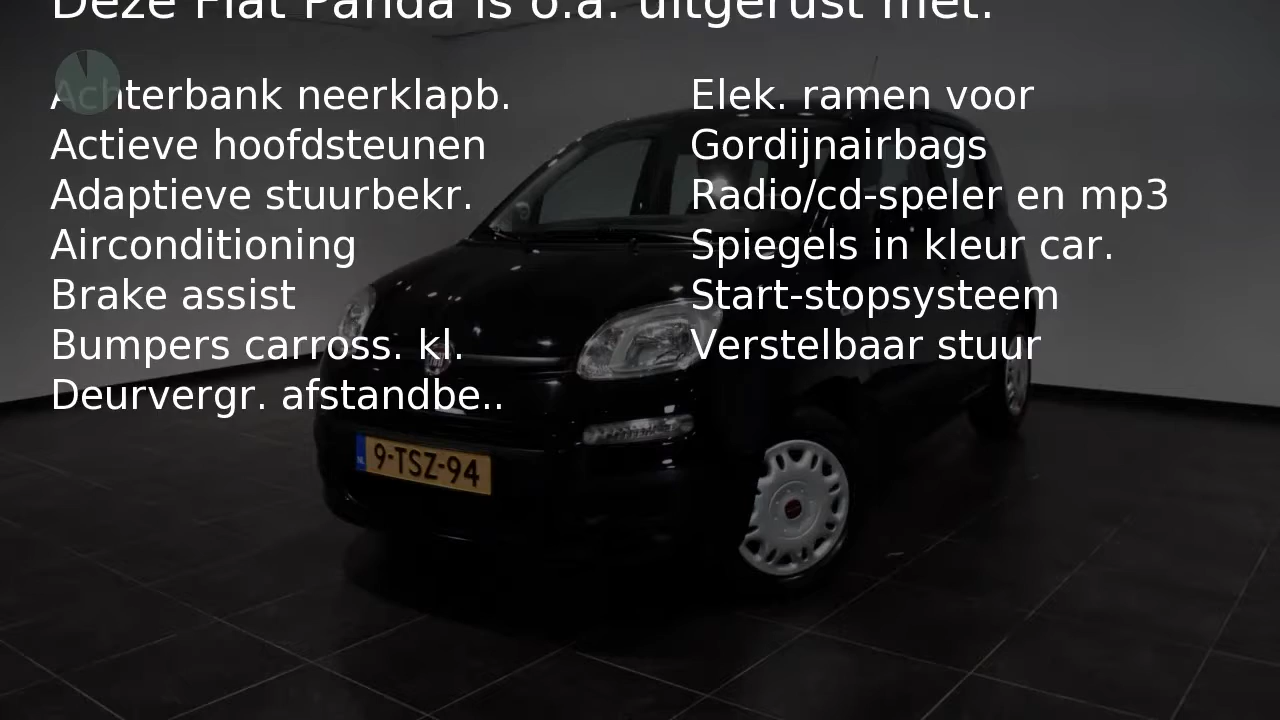 Deze Fiat Panda is o.a. uitgerust met:
Achterbank neerklapb.
Actieve hoofdsteunen
Adaptieve stuurbekr.
Airconditioning
Brake assist
Bumpers carross. kl.
Deurvergr. afstandbe..
Elek. ramen voor
Gordijnairbags
Radio/cd-speler en mp3
Spiegels in kleur car.
Start-stopsysteem
Verstelbaar stuur
NL 9-TSZ-94